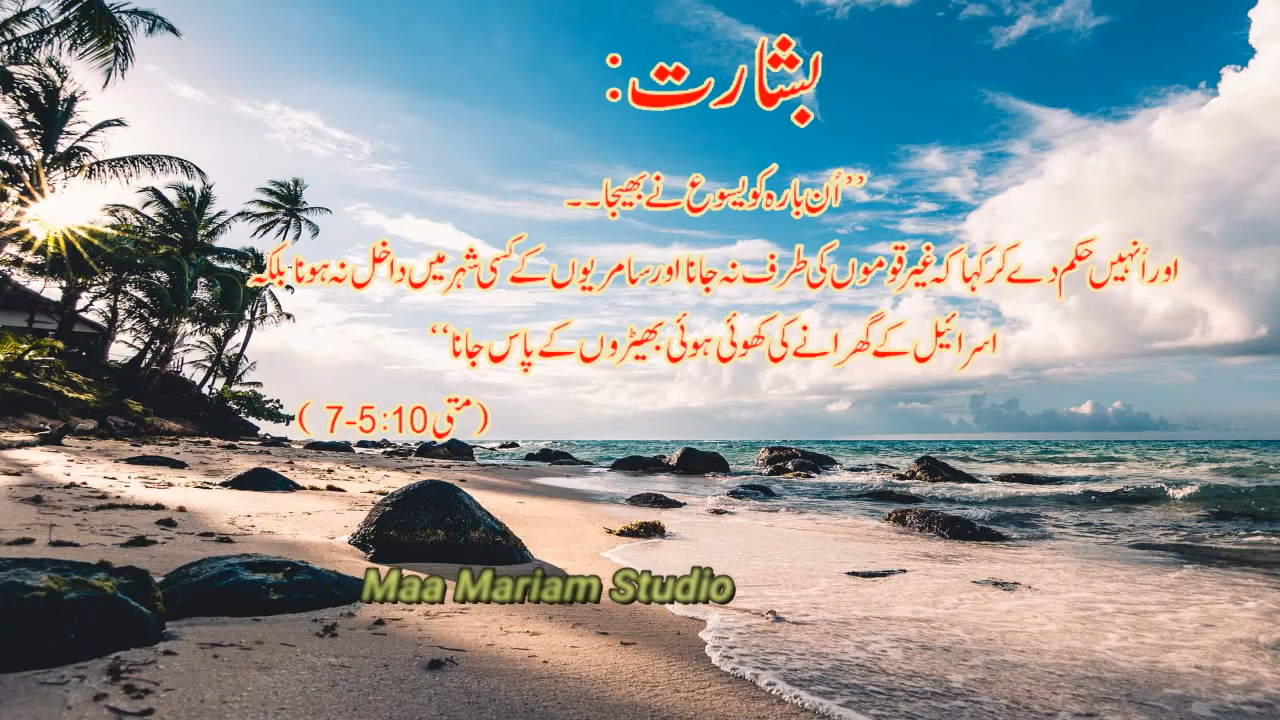 بشارت:
’’اُن بارہ کو یسوع نے بھیجا۔۔
اور اُنہیں حکم دے کر کہا کہ غیر قوموں کی طرف نہ جانا اور سامریوں کے کسی شہر میں داخل نہ ہونا بلکہ
اسرائیل کے گھرانے کی کھوئی ہوئی بھیڑوں کے پاس جانا‘‘
(متی 10:5-7 )
Maa Mariam Studio